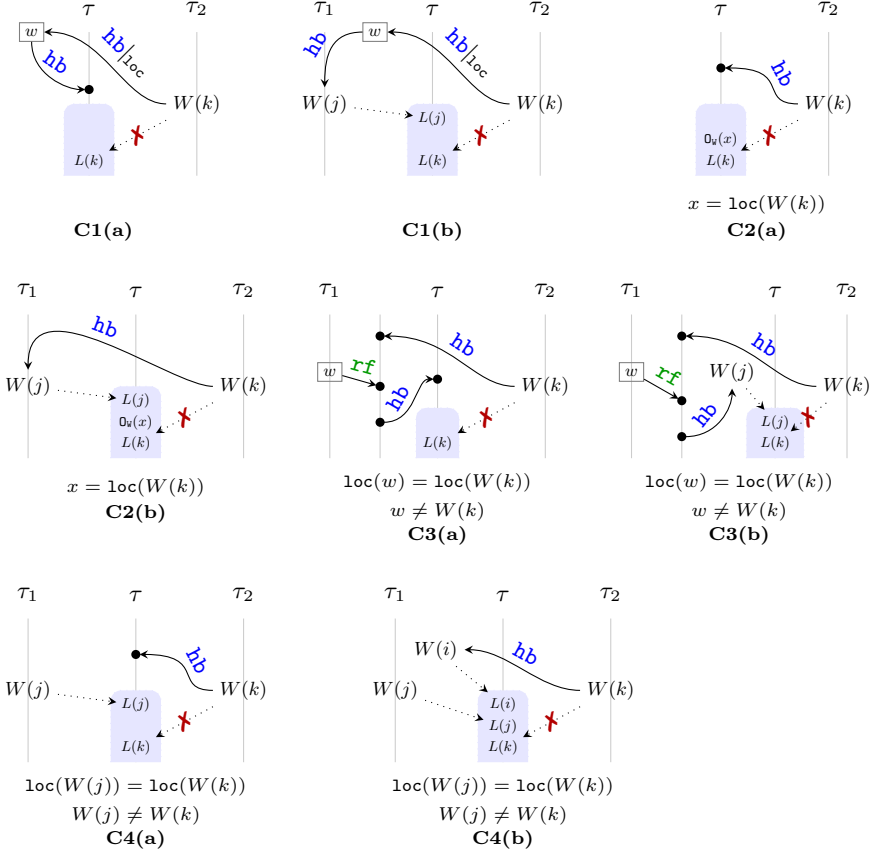 τ τ₂ τ₁ τ τ₂ τ τ₂
w hb hb|loc hb w hb|loc hb
W(k) W(j) W(k) W(k)
L(j)
O_W(x)
L(k) L(k) L(k)
x = loc(W(k))
C1(a) C1(b) C2(a)
τ₁ τ τ₂ τ₁ τ τ₂ τ₁ τ τ₂
hb hb hb
w rf hb w rf hb
W(j) W(k) W(k) W(j) W(k)
L(j)
O_W(x) L(j)
L(k) L(k) L(k)
x = loc(W(k)) loc(w) = loc(W(k)) loc(w) = loc(W(k))
C2(b) w ≠ W(k) w ≠ W(k)
C3(a) C3(b)
τ₁ τ τ₂ τ₁ τ τ₂
hb W(i) hb
W(j) W(k) W(j) W(k)
L(j) L(i)
L(j)
L(k) L(k)
loc(W(j)) = loc(W(k)) loc(W(j)) = loc(W(k))
W(j) ≠ W(k) W(j) ≠ W(k)
C4(a) C4(b)